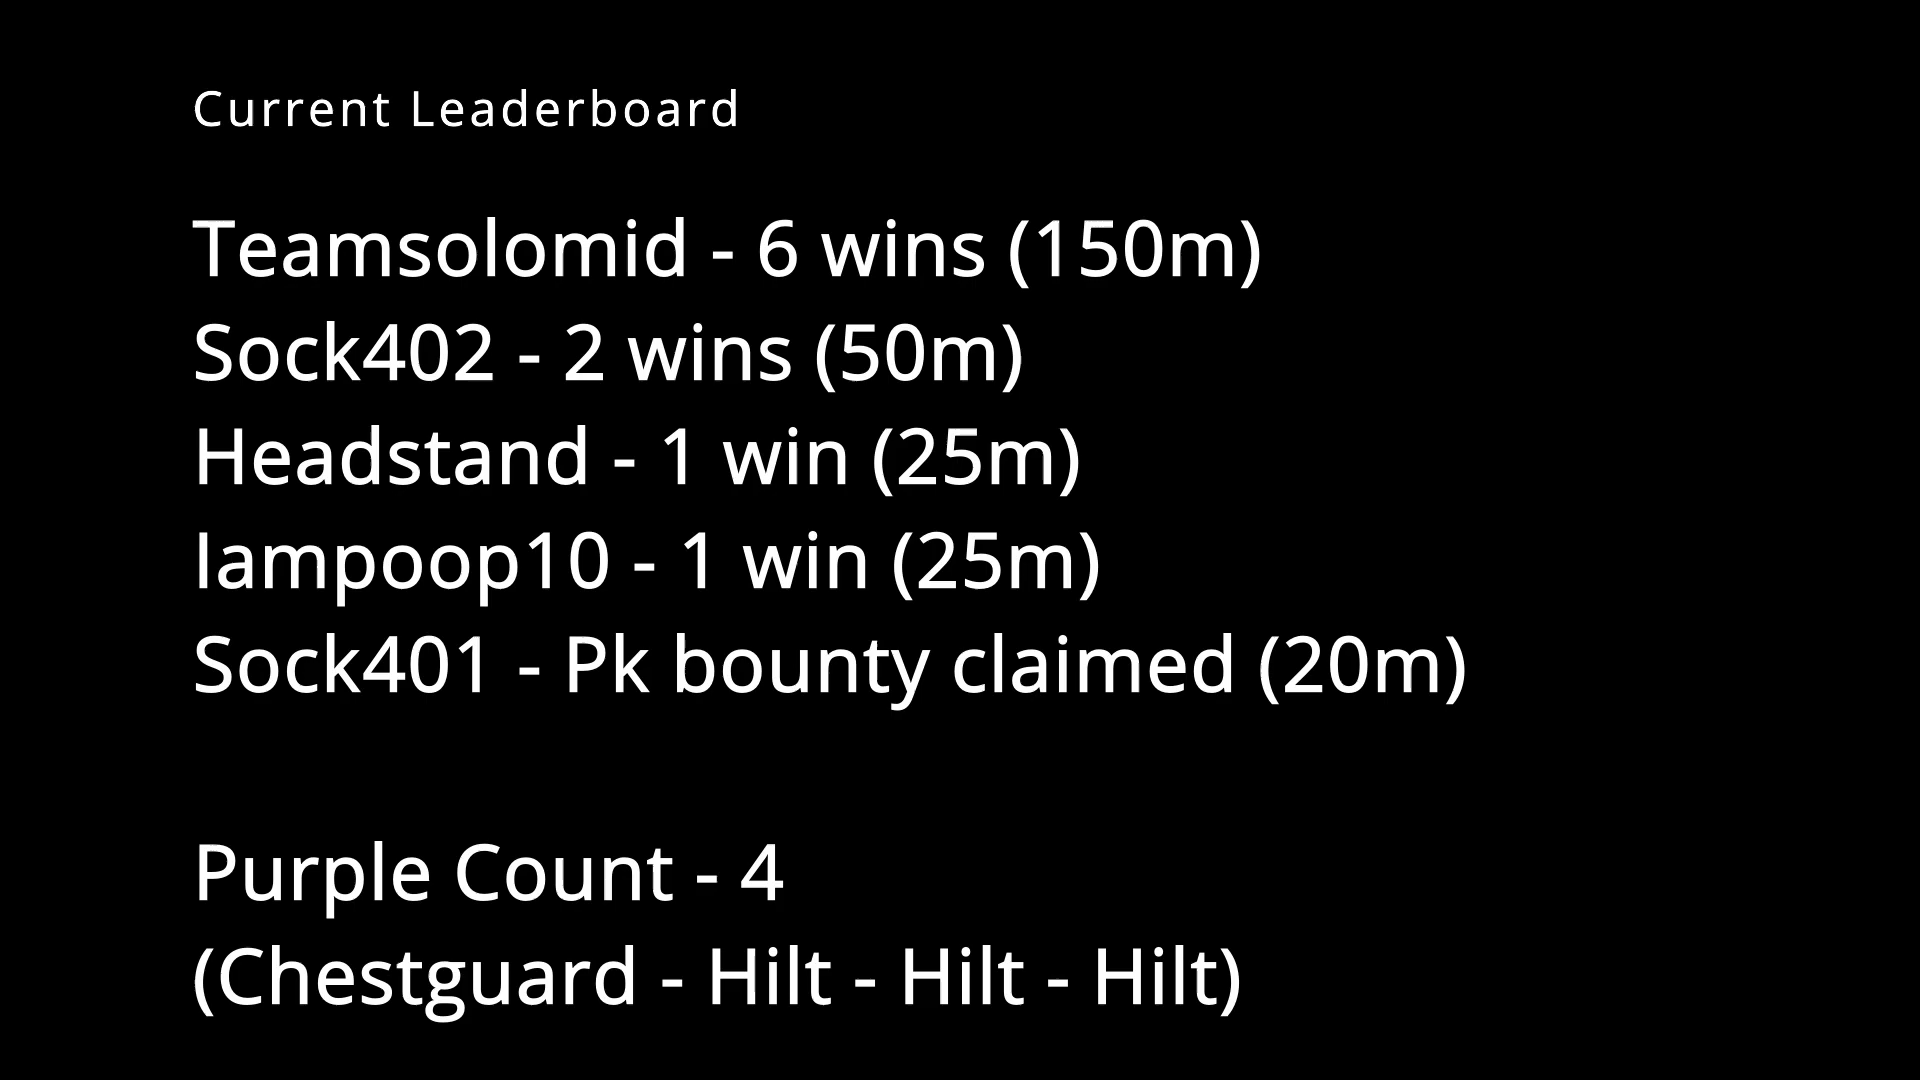 Current Leaderboard
Teamsolomid - 6 wins (150m)
Sock402 - 2 wins (50m)
Headstand - 1 win (25m)
Iampoop10 - 1 win (25m)
Sock401 - Pk bounty claimed (20m)
Purple Count - 4
(Chestguard - Hilt - Hilt - Hilt)